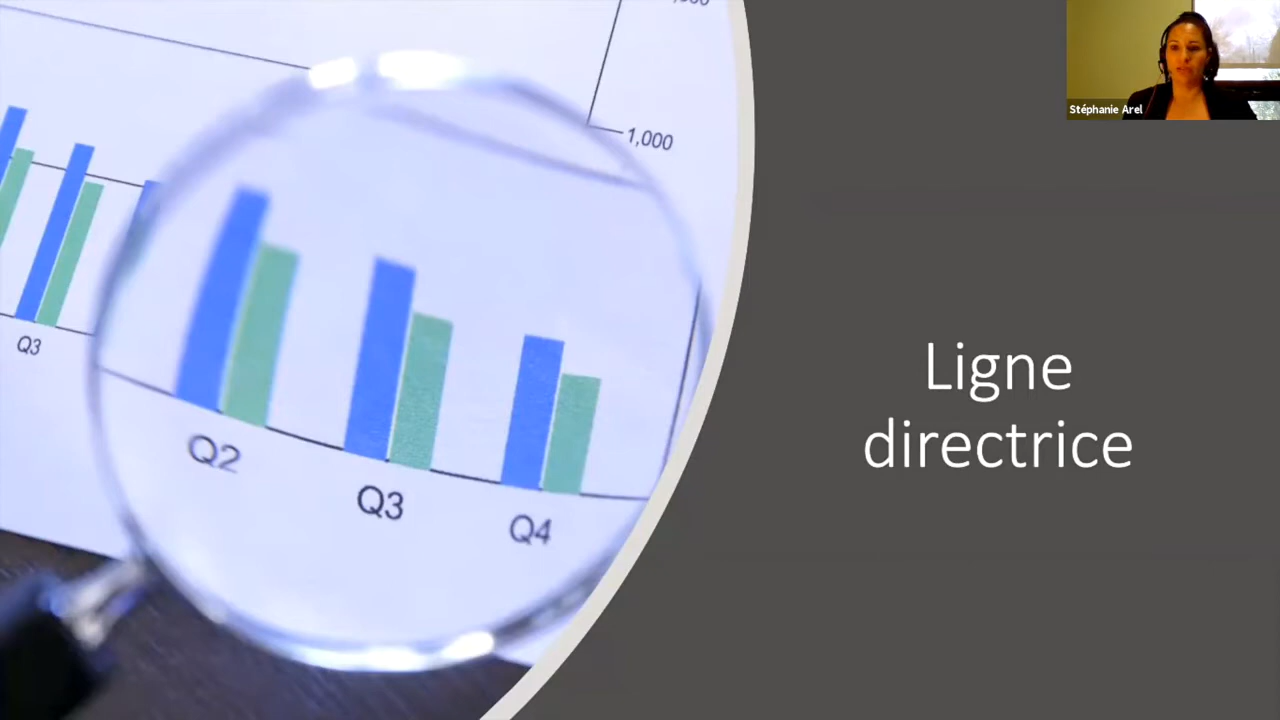 Stéphanie Arel
1,000
Q3
Q2
Q3
Q4
Ligne
directrice